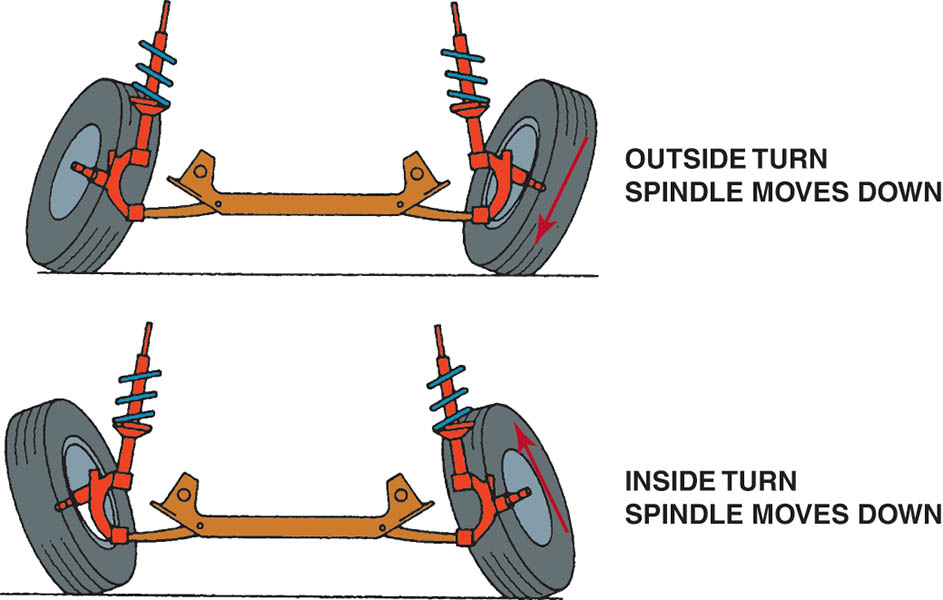 OUTSIDE TURN
SPINDLE MOVES DOWN
INSIDE TURN
SPINDLE MOVES DOWN